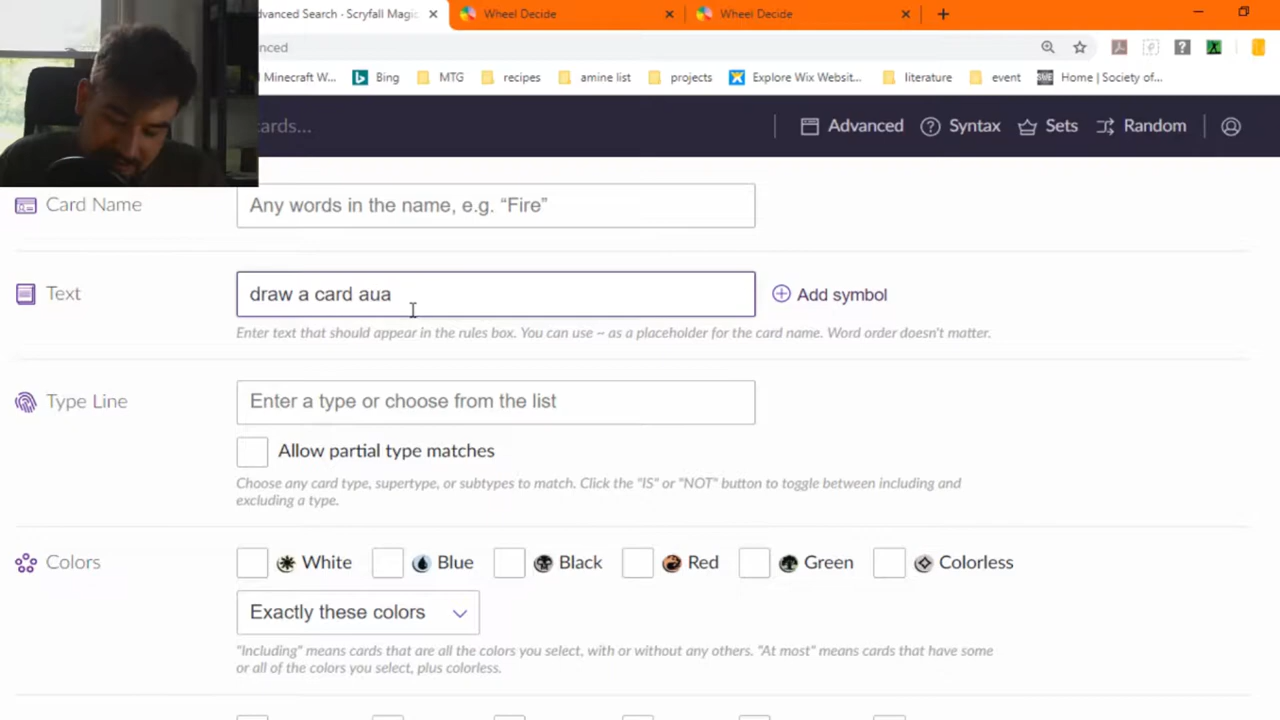 dvanced Search - Scryfall Magic
Wheel Decide
Wheel Decide
nced
Minecraft W...
Bing
MTG
recipes
amine list
projects
Explore Wix Websit...
literature
event
Home | Society of...
ards...
Advanced
Syntax
Sets
Random
Card Name
Any words in the name, e.g. “Fire”
Text
draw a card aua
Add symbol
Enter text that should appear in the rules box. You can use ~ as a placeholder for the card name. Word order doesn't matter.
Type Line
Enter a type or choose from the list
Allow partial type matches
Choose any card type, supertype, or subtypes to match. Click the "IS" or "NOT" button to toggle between including and
excluding a type.
Colors
White
Blue
Black
Red
Green
Colorless
Exactly these colors
"Including" means cards that are all the colors you select, with or without any others. "At most" means cards that have some
or all of the colors you select, plus colorless.